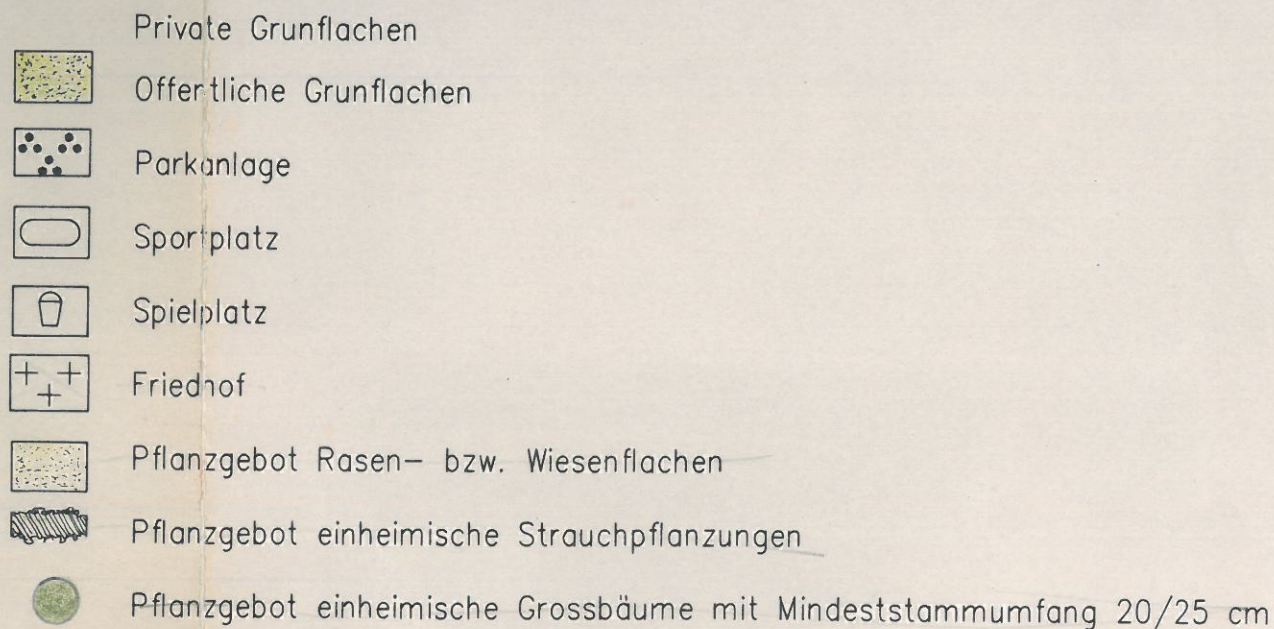 Private Grunflachen
Offentliche Grunflachen
Parkanlage
Sportplatz
Spielplatz
Friedhof
Pflanzgebot Rasen- bzw. Wiesenflachen
Pflanzgebot einheimische Strauchpflanzungen
Pflanzgebot einheimische Grossbäume mit Mindeststammumfang 20/25 cm